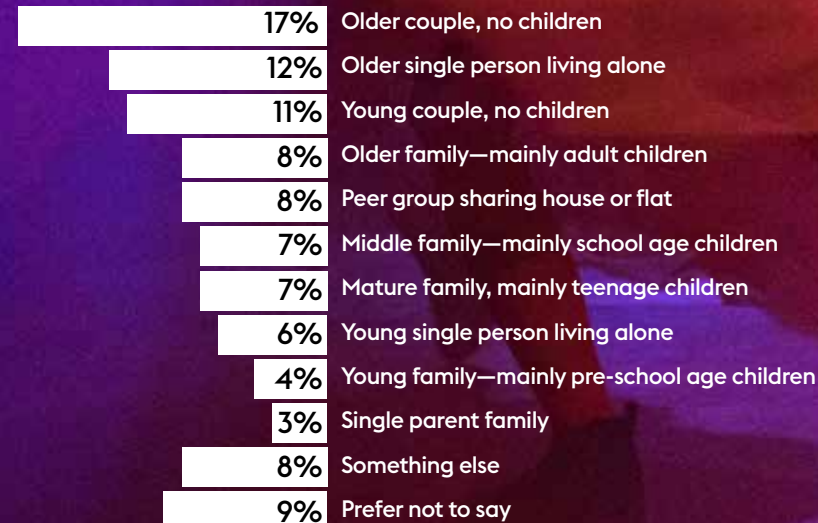 17% Older couple, no children
12% Older single person living alone
11% Young couple, no children
8% Older family—mainly adult children
8% Peer group sharing house or flat
7% Middle family—mainly school age children
7% Mature family, mainly teenage children
6% Young single person living alone
4% Young family—mainly pre-school age children
3% Single parent family
8% Something else
9% Prefer not to say